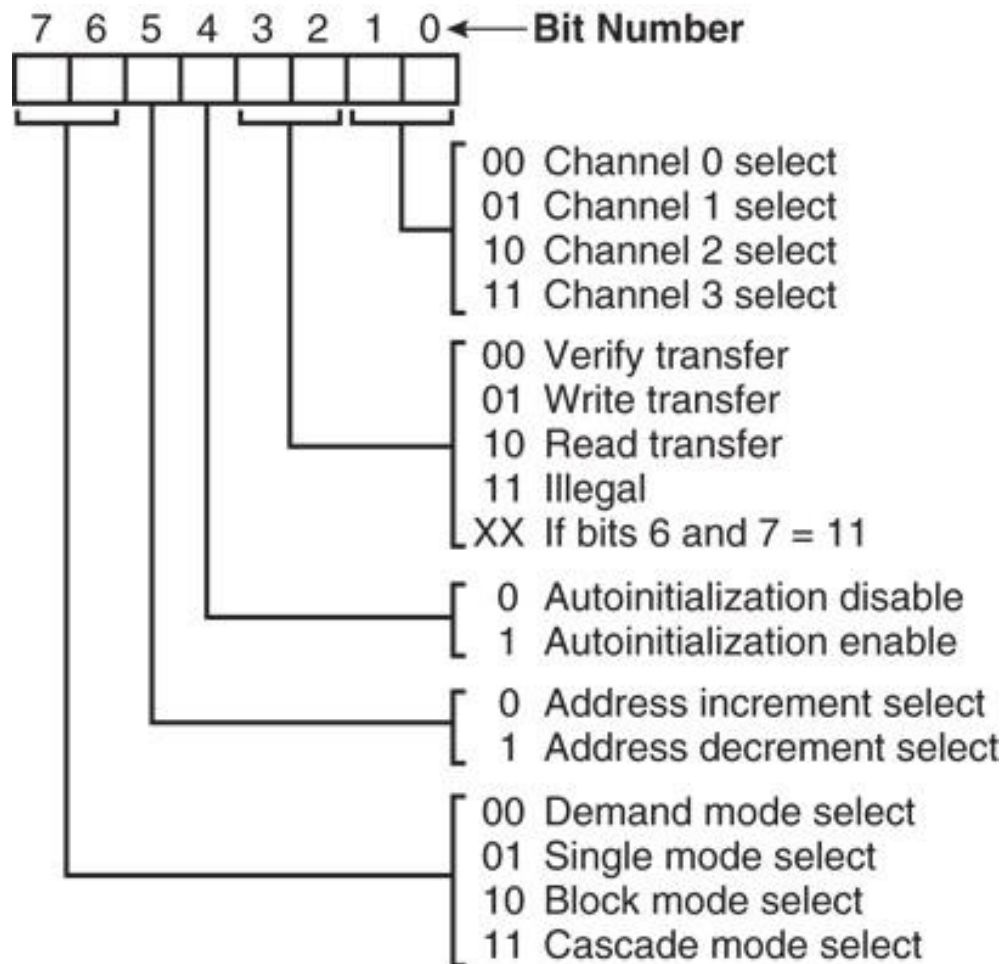 7 6 5 4 3 2 1 0 Bit Number
00 Channel 0 select
01 Channel 1 select
10 Channel 2 select
11 Channel 3 select
00 Verify transfer
01 Write transfer
10 Read transfer
11 Illegal
XX If bits 6 and 7 = 11
0 Autoinitialization disable
1 Autoinitialization enable
0 Address increment select
1 Address decrement select
00 Demand mode select
01 Single mode select
10 Block mode select
11 Cascade mode select